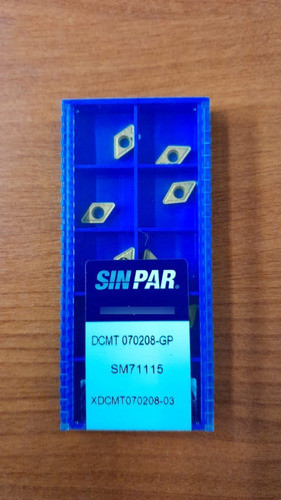 SINPAR®
DCMT 070208-GP
SM71115
XDCMT070208-03